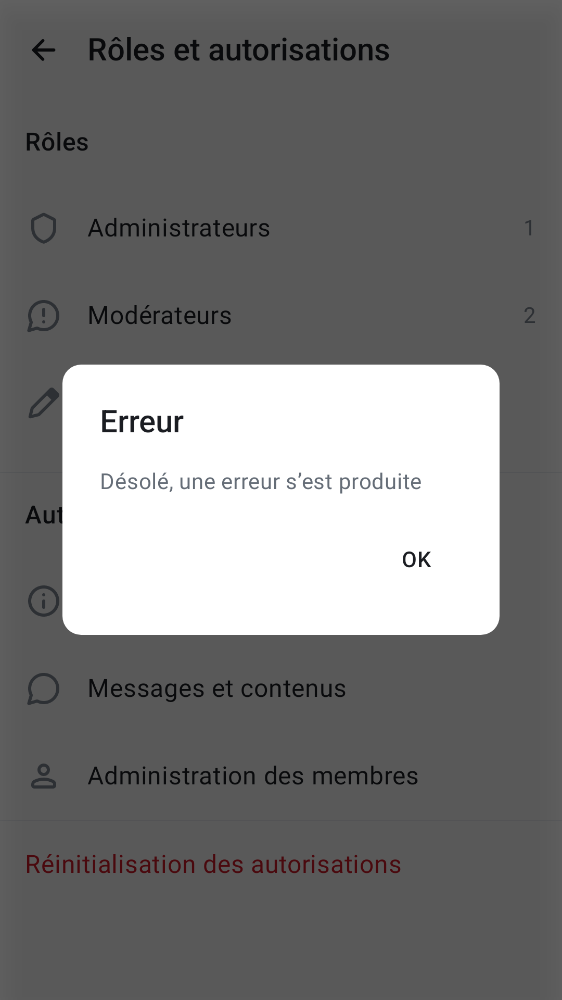 Rôles et autorisations
Rôles
Administrateurs 1
Modérateurs 2
Erreur
Désolé, une erreur s’est produite
Aut
OK
Messages et contenus
Administration des membres
Réinitialisation des autorisations